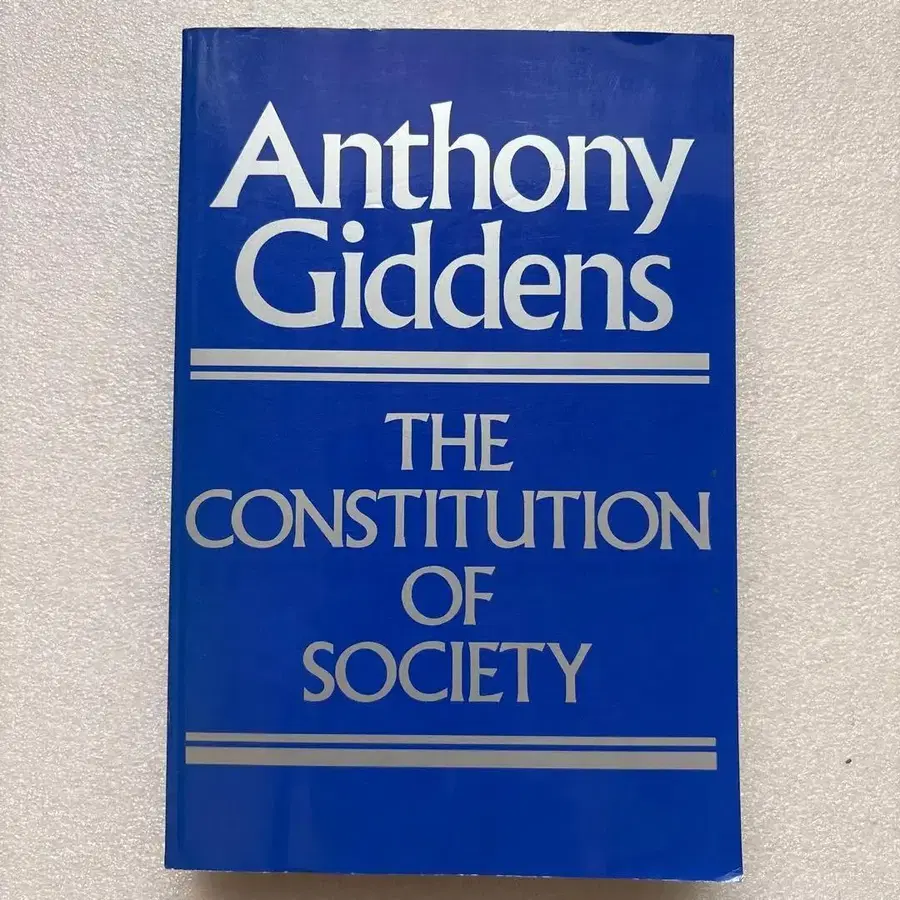 Anthony
Giddens
THE
CONSTITUTION
OF
SOCIETY